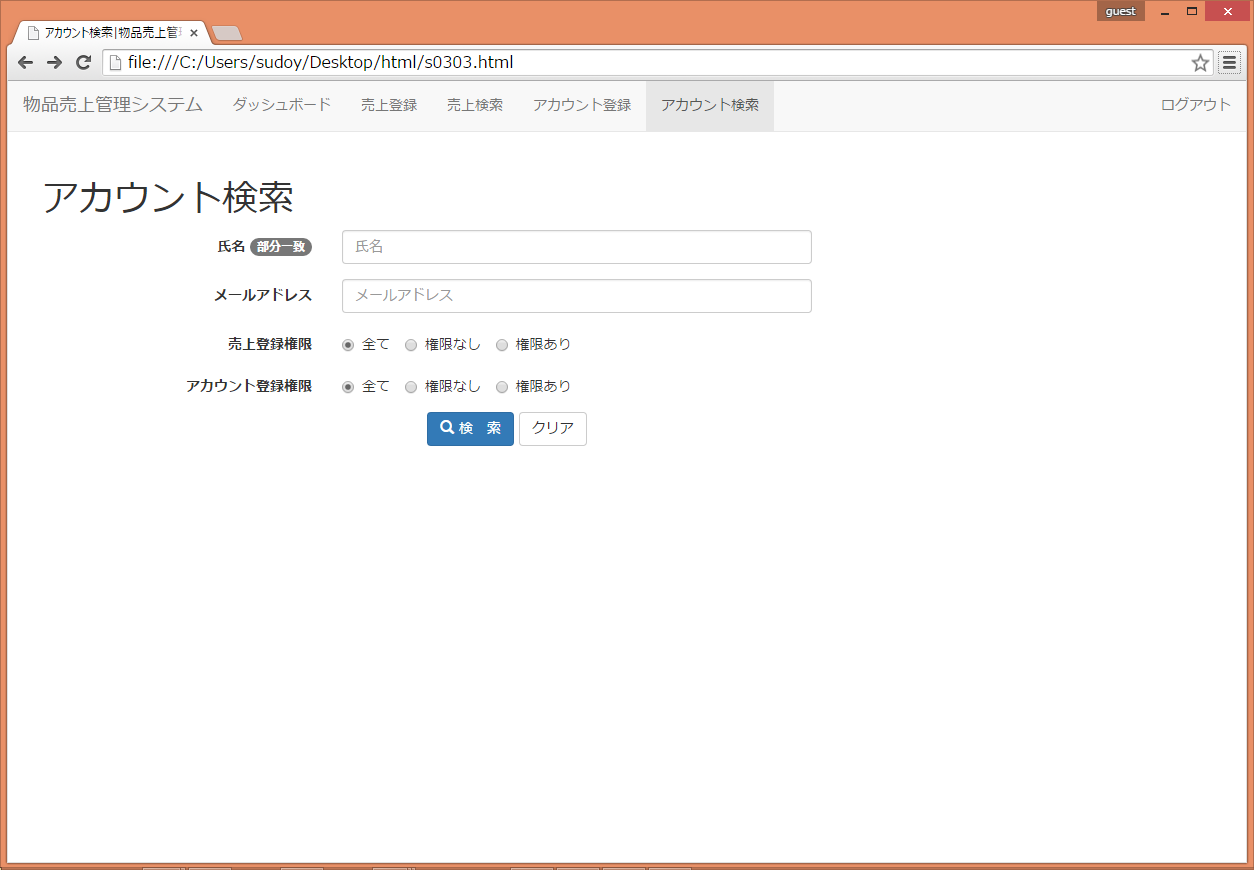 guest
アカウント検索|物品売上管
file:///C:/Users/sudoy/Desktop/html/s0303.html
物品売上管理システム ダッシュボード 売上登録 売上検索 アカウント登録 アカウント検索 ログアウト
アカウント検索
氏名 部分一致 氏名
メールアドレス メールアドレス
売上登録権限 全て 権限なし 権限あり
アカウント登録権限 全て 権限なし 権限あり
検　索 クリア